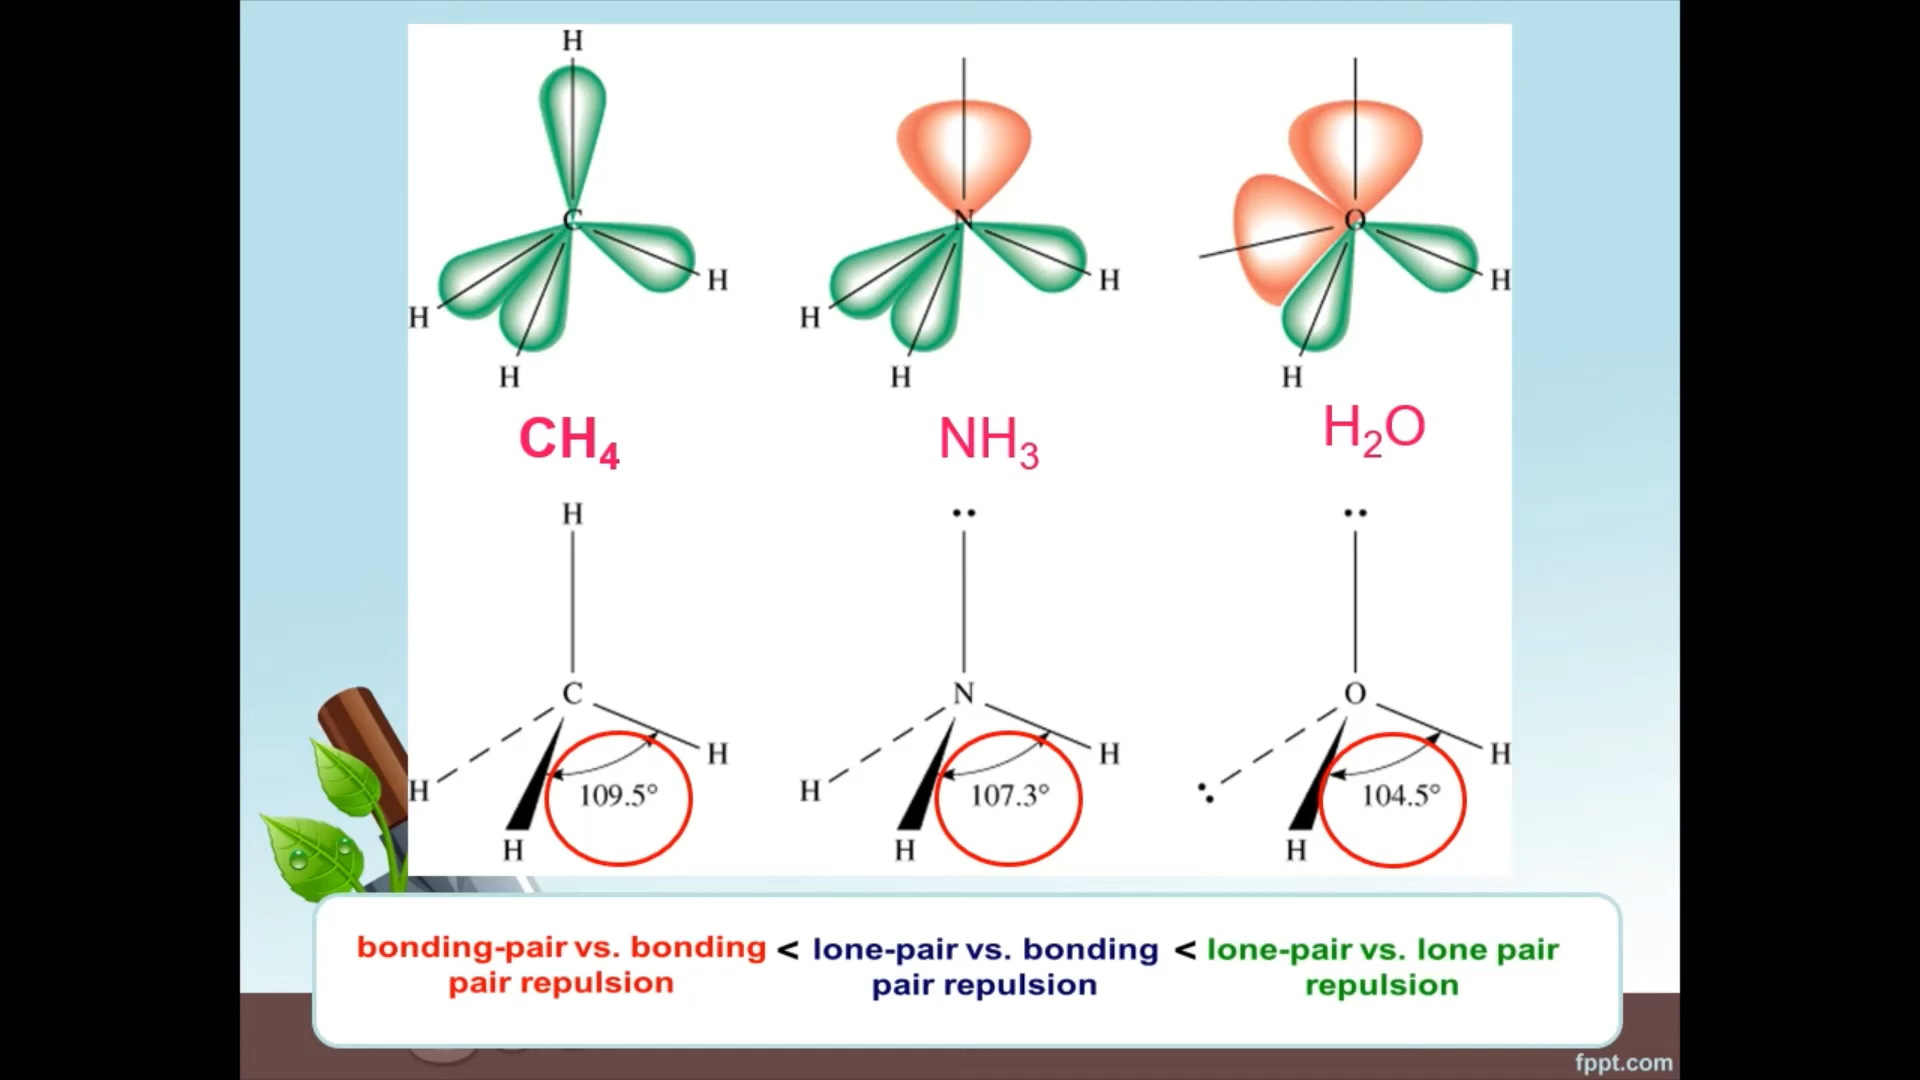 H
C
N
O
H
H
H
H
H
H
H
H
H
CH₄
NH₃
H₂O
H
··
··
C
N
O
H
H
H
H
H
··
109.5°
107.3°
104.5°
H
H
H
bonding-pair vs. bonding < lone-pair vs. bonding < lone-pair vs. lone pair
pair repulsion pair repulsion repulsion
fppt.com